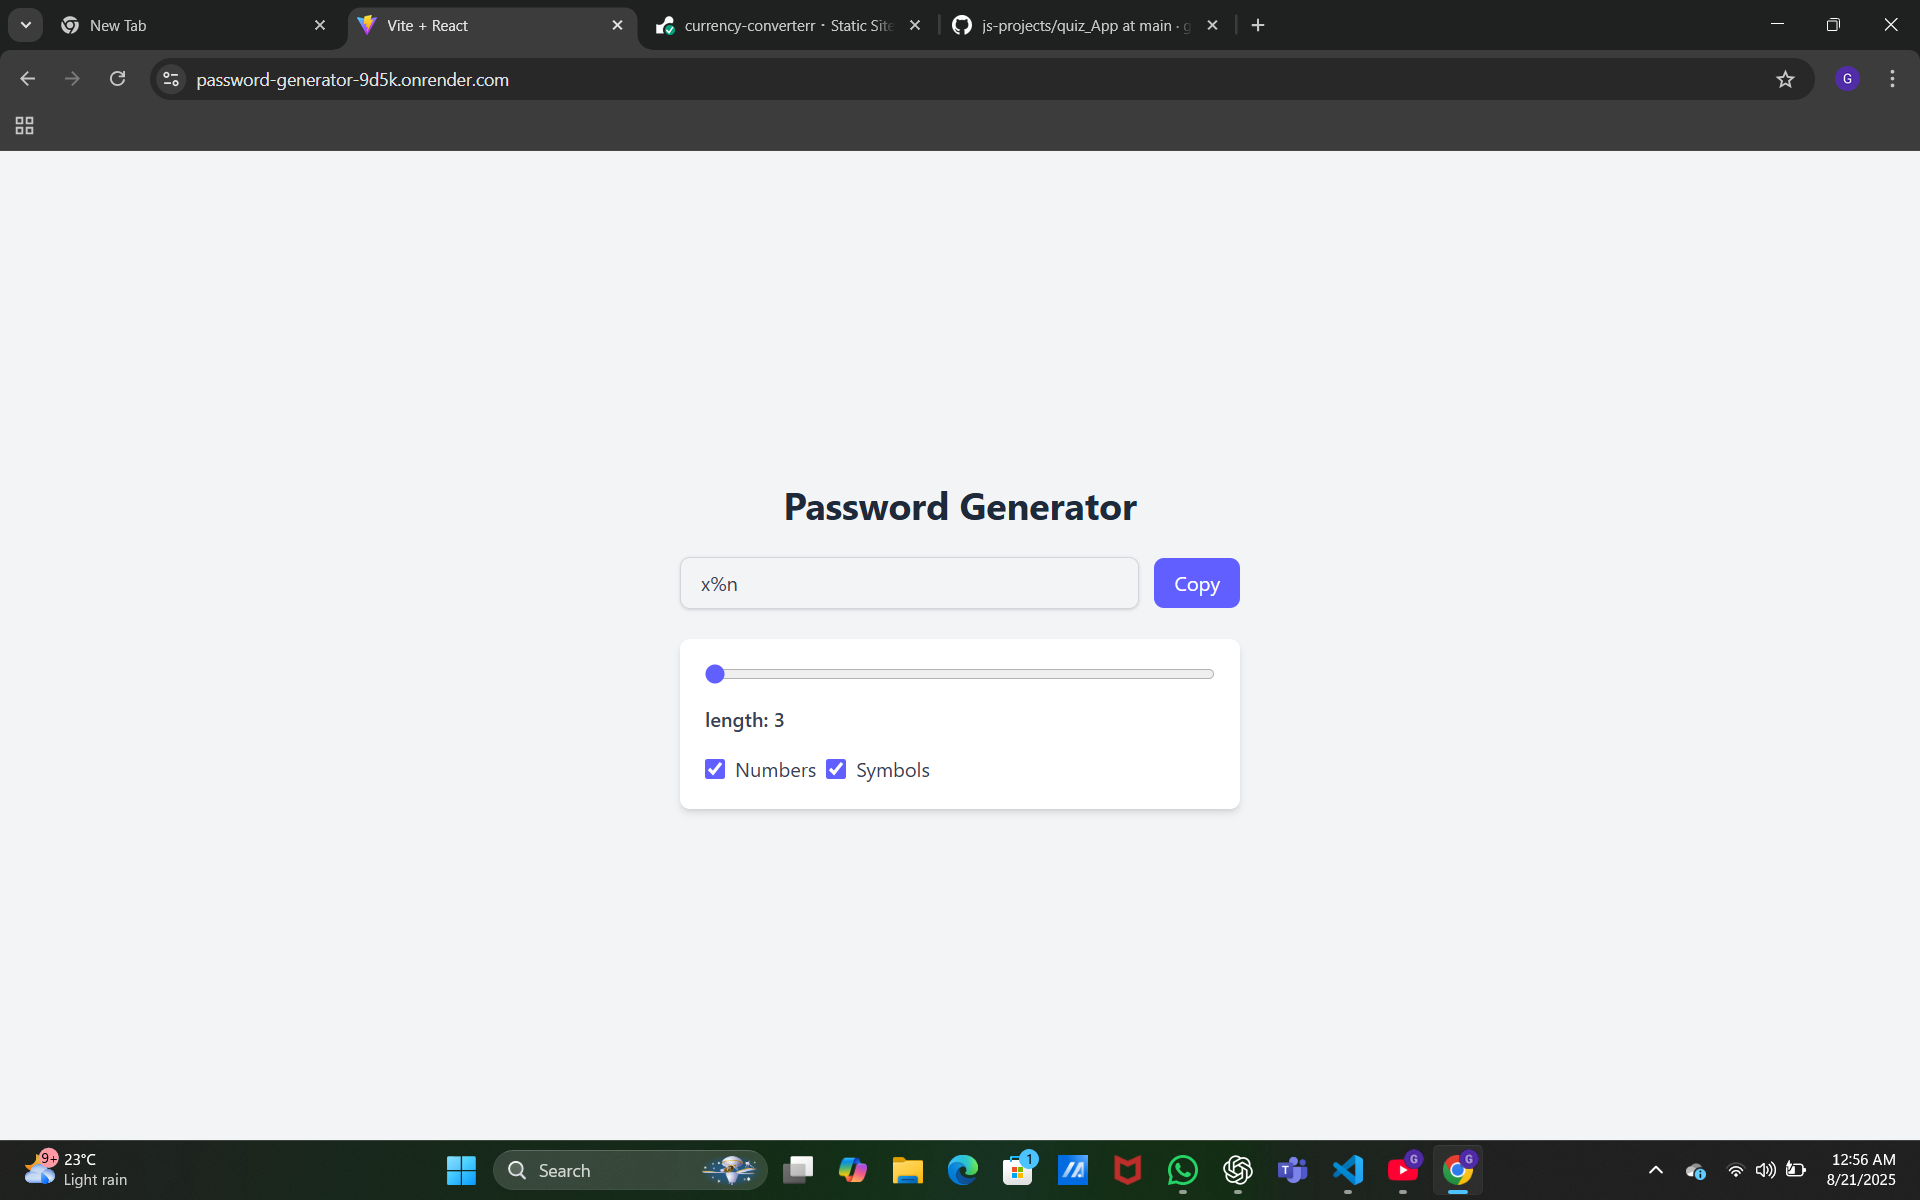 New Tab
Vite + React
currency-converterr · Static Site
js-projects/quiz_App at main · g
password-generator-9d5k.onrender.com
G
Password Generator
x%n
Copy
length: 3
Numbers
Symbols
9+
23°C
Light rain
Search
1
T
G
G
12:56 AM
8/21/2025